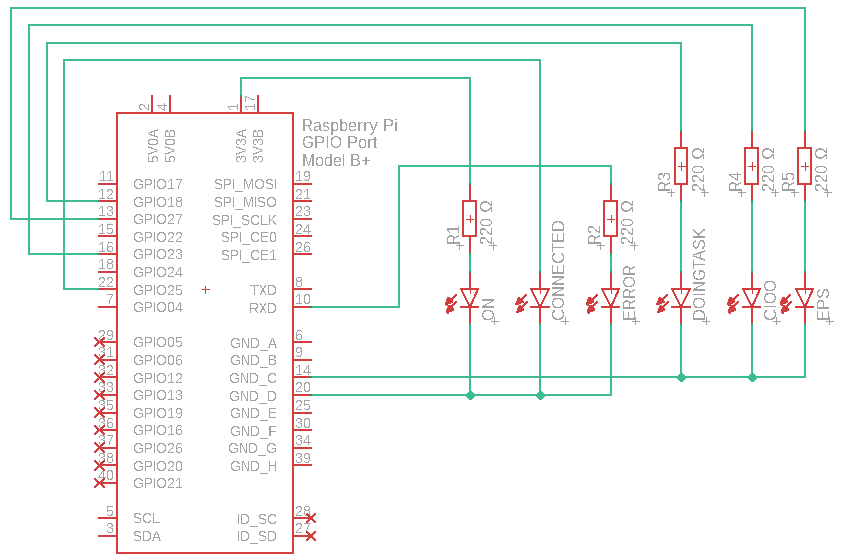 2
4
1
17
5V0A
5V0B
3V3A
3V3B
Raspberry Pi
GPIO Port
Model B+
11 GPIO17 SPI_MOSI 19
12 GPIO18 SPI_MISO 21
13 GPIO27 SPI_SCLK 23
15 GPIO22 SPI_CE0 24
16 GPIO23 SPI_CE1 26
18 GPIO24
22 GPIO25 TXD 8
7 GPIO04 RXD 10
29 GPIO05 GND_A 6
31 GPIO06 GND_B 9
32 GPIO12 GND_C 14
33 GPIO13 GND_D 20
35 GPIO19 GND_E 25
36 GPIO16 GND_F 30
37 GPIO26 GND_G 34
38 GPIO20 GND_H 39
40 GPIO21
5 SCL ID_SC 28
3 SDA ID_SD 27
R1
220 Ω
R2
220 Ω
R3
220 Ω
R4
220 Ω
R5
220 Ω
ON
CONNECTED
ERROR
DOINGTASK
CIOO
EPS